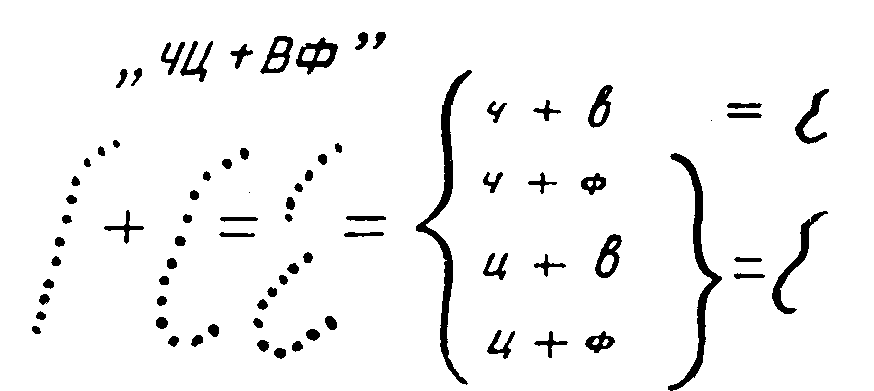 „ЧЦ + ВФ”
ч + в =
+ = = ч + ф
ц + в =
ц + ф